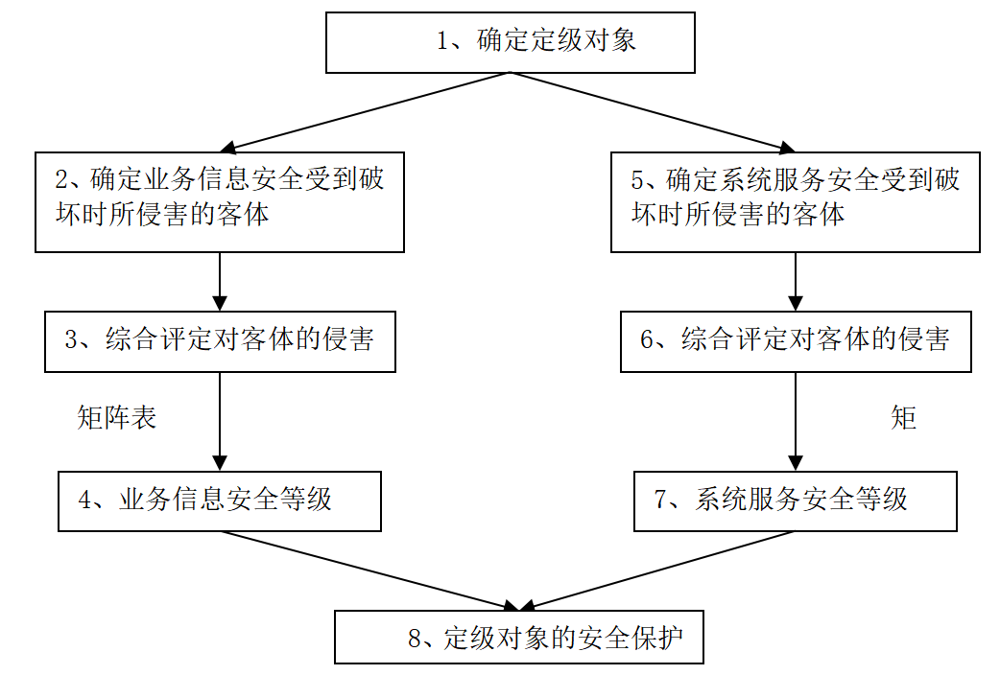 1、确定定级对象
2、确定业务信息安全受到破
坏时所侵害的客体
5、确定系统服务安全受到破
坏时所侵害的客体
3、综合评定对客体的侵害
6、综合评定对客体的侵害
矩阵表
矩
4、业务信息安全等级
7、系统服务安全等级
8、定级对象的安全保护